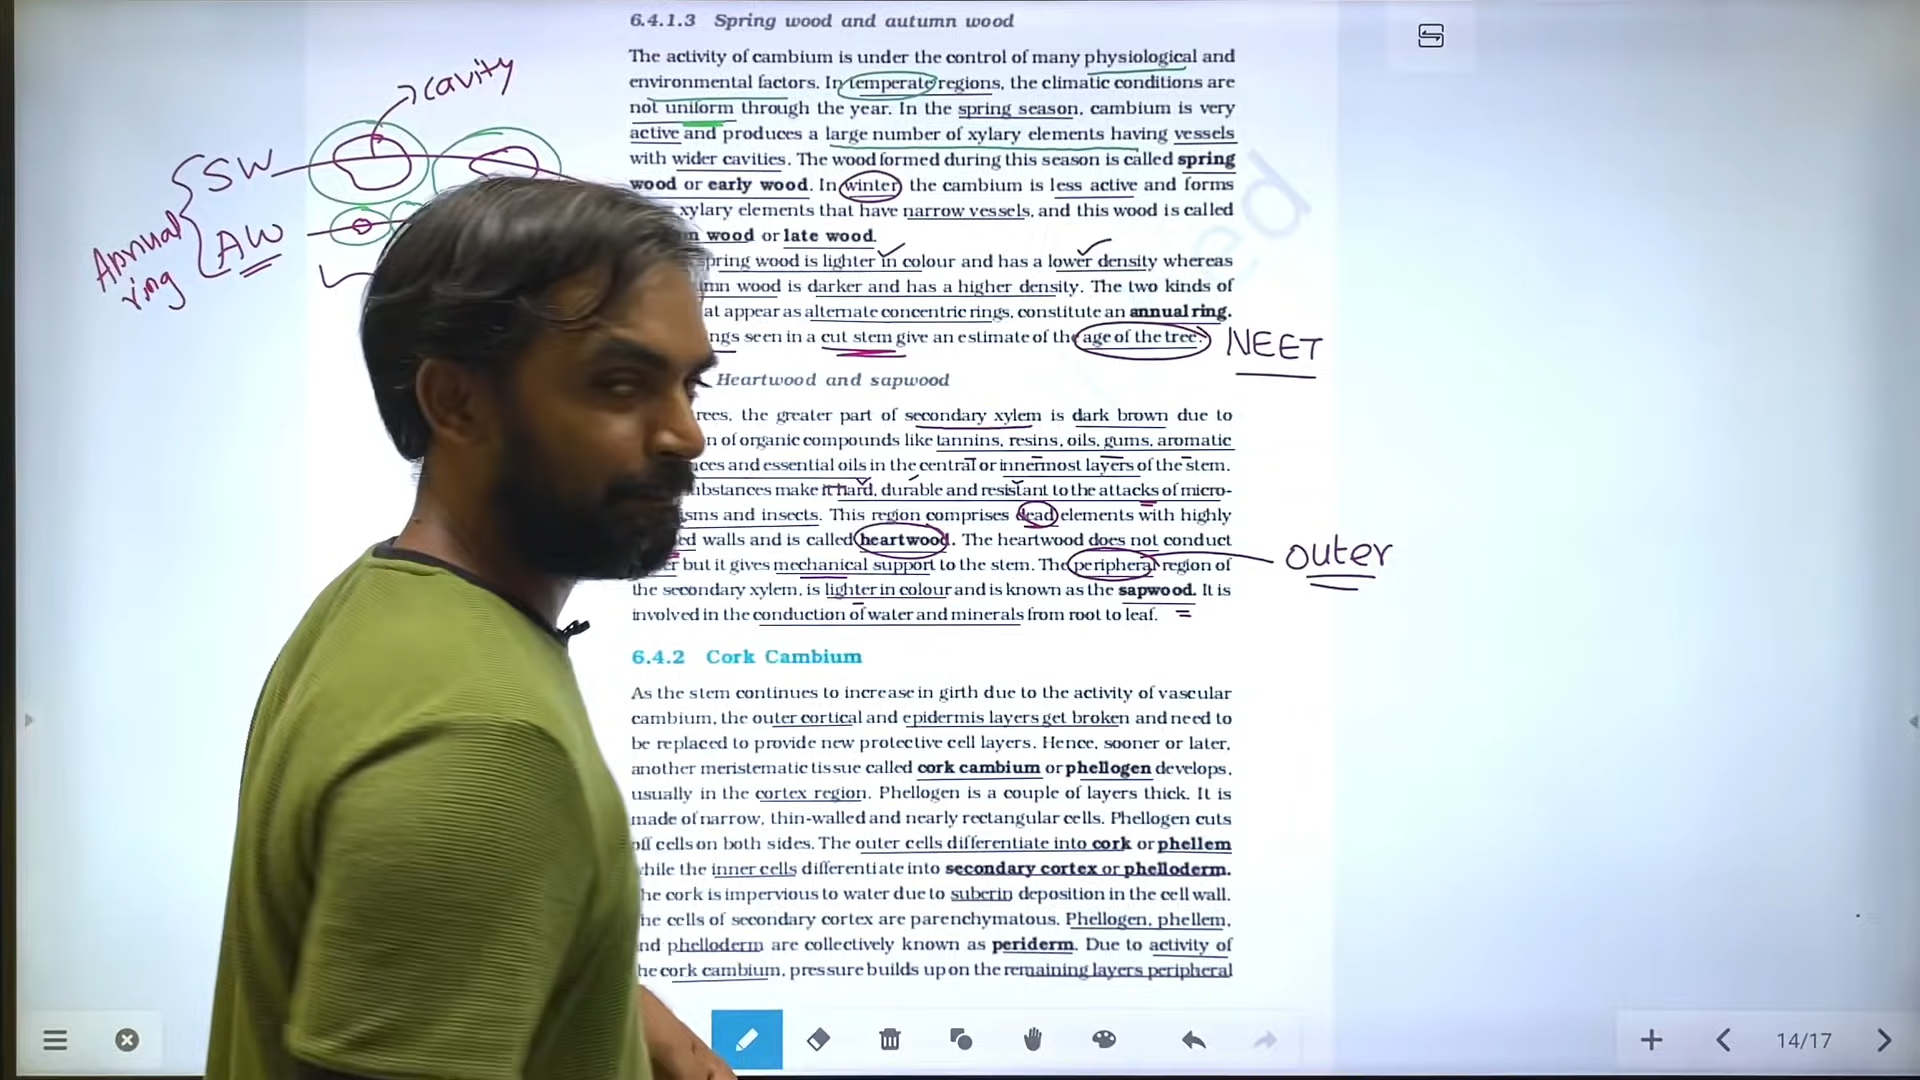 6.4.1.3 Spring wood and autumn wood
The activity of cambium is under the control of many physiological and
environmental factors. In temperate regions, the climatic conditions are
not uniform through the year. In the spring season, cambium is very
active and produces a large number of xylary elements having vessels
with wider cavities. The wood formed during this season is called spring
wood or early wood. In winter, the cambium is less active and forms
xylary elements that have narrow vessels, and this wood is called
wood or late wood.
spring wood is lighter in colour and has a lower density whereas
wood is darker and has a higher density. The two kinds of
at appear as alternate concentric rings, constitute an annual ring.
seen in a cut stem give an estimate of the age of the tree.
Heartwood and sapwood
the greater part of secondary xylem is dark brown due to
of organic compounds like tannins, resins, oils, gums, aromatic
and essential oils in the central or innermost layers of the stem.
make it hard, durable and resistant to the attacks of micro-
and insects. This region comprises dead elements with highly
walls and is called heartwood. The heartwood does not conduct
but it gives mechanical support to the stem. The peripheral region of
the secondary xylem, is lighter in colour and is known as the sapwood. It is
involved in the conduction of water and minerals from root to leaf.
6.4.2 Cork Cambium
As the stem continues to increase in girth due to the activity of vascular
cambium, the outer cortical and epidermis layers get broken and need to
be replaced to provide new protective cell layers. Hence, sooner or later,
another meristematic tissue called cork cambium or phellogen develops,
usually in the cortex region. Phellogen is a couple of layers thick. It is
made of narrow, thin-walled and nearly rectangular cells. Phellogen cuts
off cells on both sides. The outer cells differentiate into cork or phellem
while the inner cells differentiate into secondary cortex or phelloderm.
The cork is impervious to water due to suberin deposition in the cell wall.
The cells of secondary cortex are parenchymatous. Phellogen, phellem,
and phelloderm are collectively known as periderm. Due to activity of
the cork cambium, pressure builds up on the remaining layers peripheral
cavity
SW
AW
Annual
ring
NEET
outer
14/17